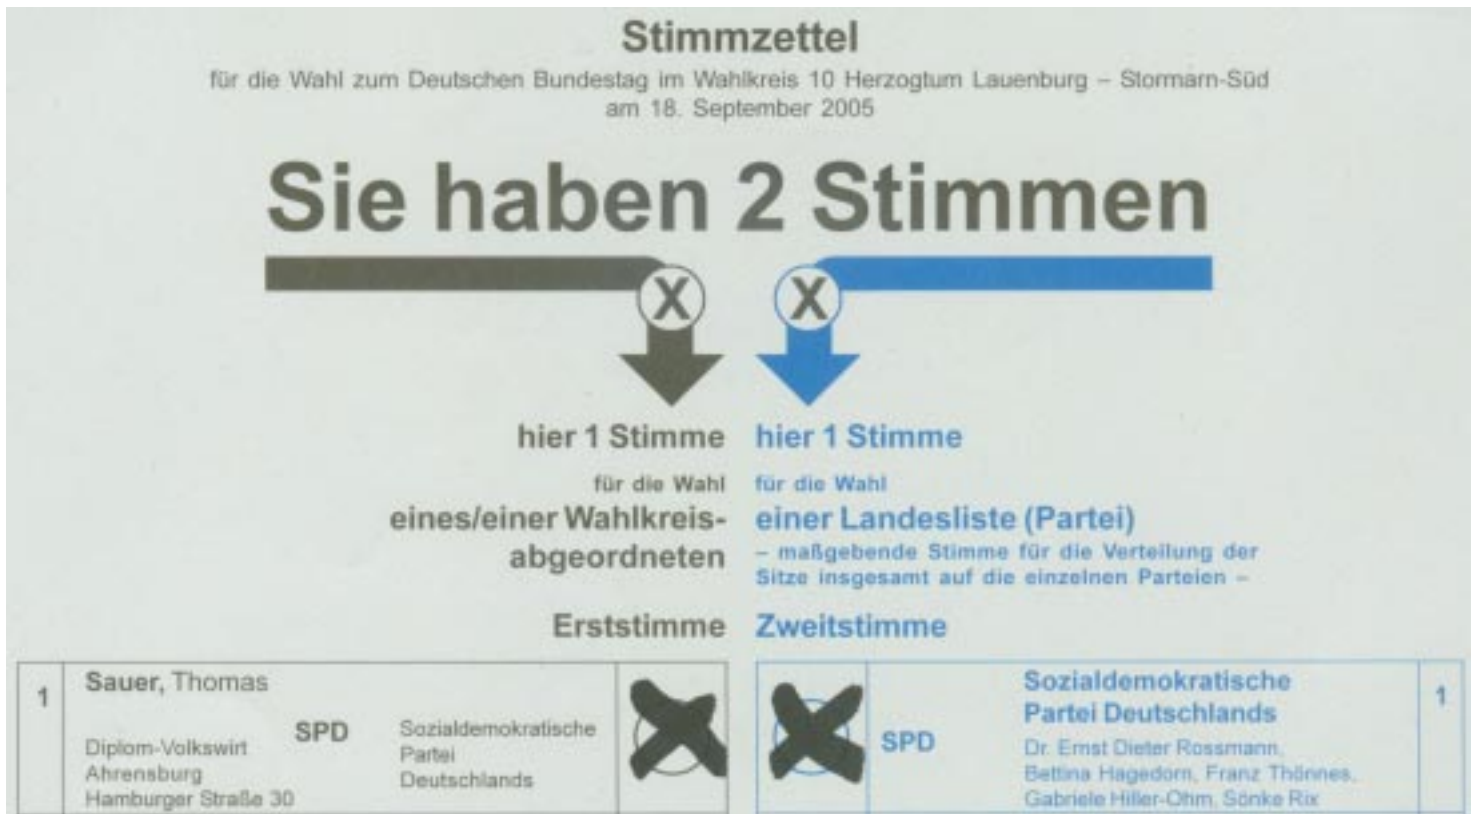 Stimmzettel
für die Wahl zum Deutschen Bundestag im Wahlkreis 10 Herzogtum Lauenburg – Stormarn-Süd
am 18. September 2005
Sie haben 2 Stimmen
X X
hier 1 Stimme
für die Wahl
eines/einer Wahlkreis-
abgeordneten
Erststimme
hier 1 Stimme
für die Wahl
einer Landesliste (Partei)
– maßgebende Stimme für die Verteilung der
Sitze insgesamt auf die einzelnen Parteien –
Zweitstimme
1
Sauer, Thomas
Diplom-Volkswirt
Ahrensburg
Hamburger Straße 30
SPD
Sozialdemokratische
Partei
Deutschlands
SPD
Sozialdemokratische
Partei Deutschlands
Dr. Ernst Dieter Rossmann,
Bettina Hagedorn, Franz Thönnes,
Gabriele Hiller-Ohm, Sönke Rix
1